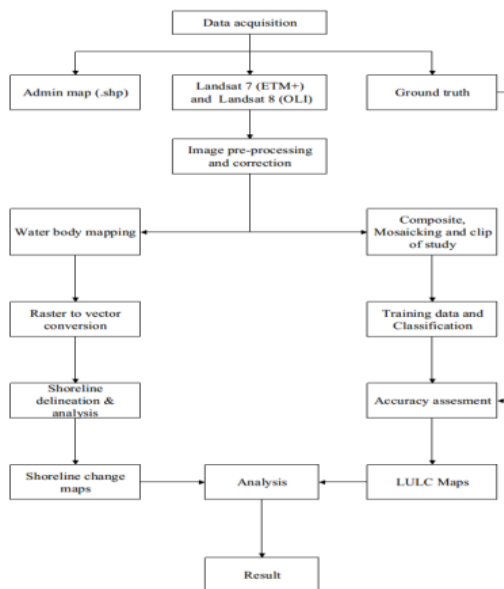 Data acquisition
Admin map (.shp)
Landsat 7 (ETM+)
and Landsat 8 (OLI)
Ground truth
Image pre-processing
and correction
Water body mapping
Composite,
Mosaicking and clip
of study
Raster to vector
conversion
Training data and
Classification
Shoreline
delineation &
analysis
Accuracy assesment
Shoreline change
maps
Analysis
LULC Maps
Result